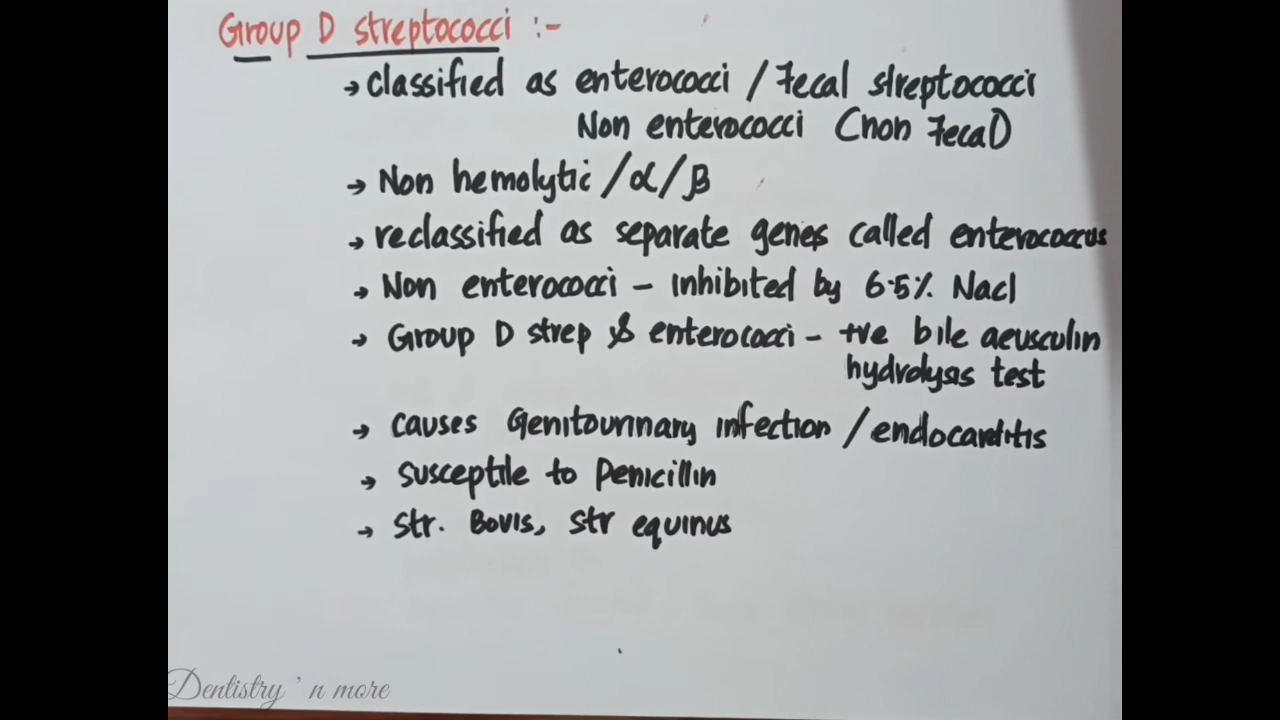 Group D streptococci :-
→ classified as enterococci / Fecal streptococci
Non enterococci (non Fecal)
→ Non hemolytic / α / β
→ reclassified as separate genes called enterococcus
→ Non enterococci - inhibited by 6.5% Nacl
→ Group D strep & enterococci - +ve bile aeusculin
hydrolysis test
→ causes Genitourinary infection / endocarditis
→ susceptile to Penicillin
→ Str. Bovis, Str equinus
Dentistry ' n more